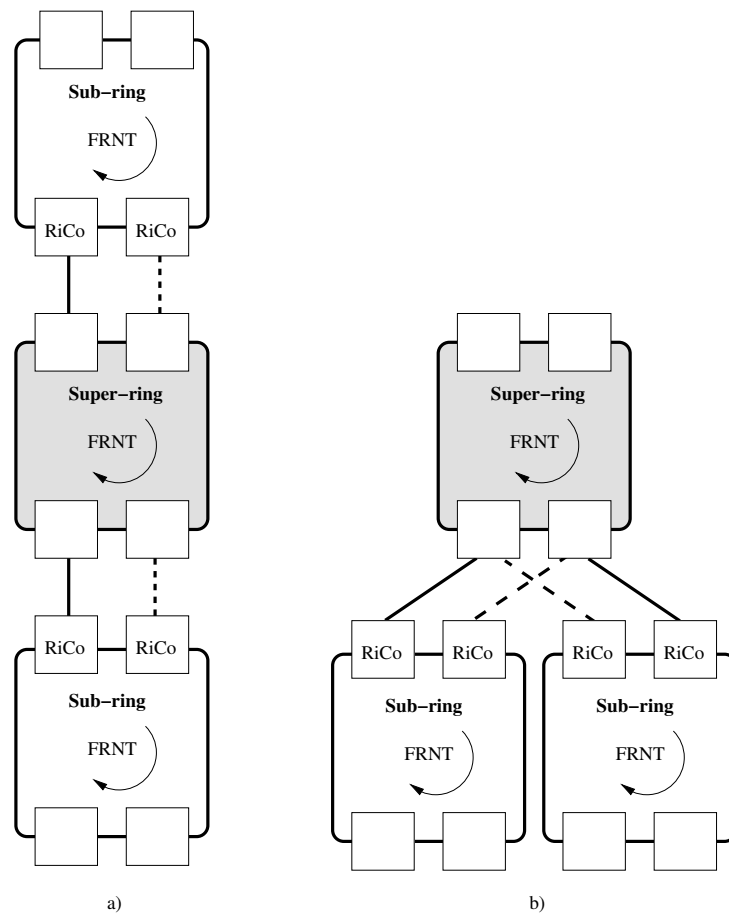 Sub−ring
FRNT
RiCo RiCo
Super−ring
FRNT
RiCo RiCo
Sub−ring
FRNT
a)
Super−ring
FRNT
RiCo RiCo RiCo RiCo
Sub−ring Sub−ring
FRNT FRNT
b)